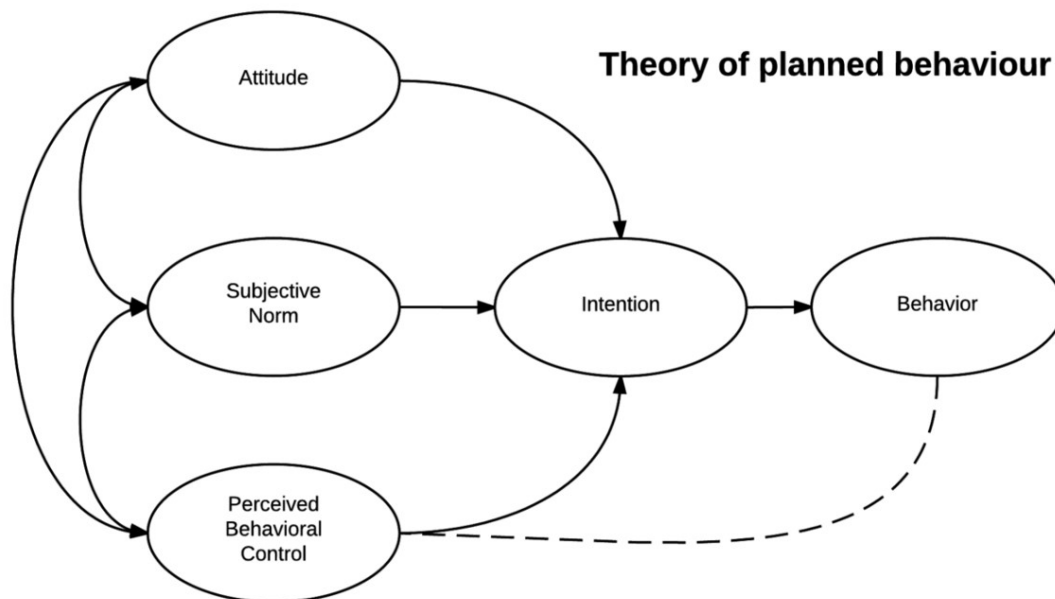 Attitude
Theory of planned behaviour
Subjective
Norm
Intention
Behavior
Perceived
Behavioral
Control